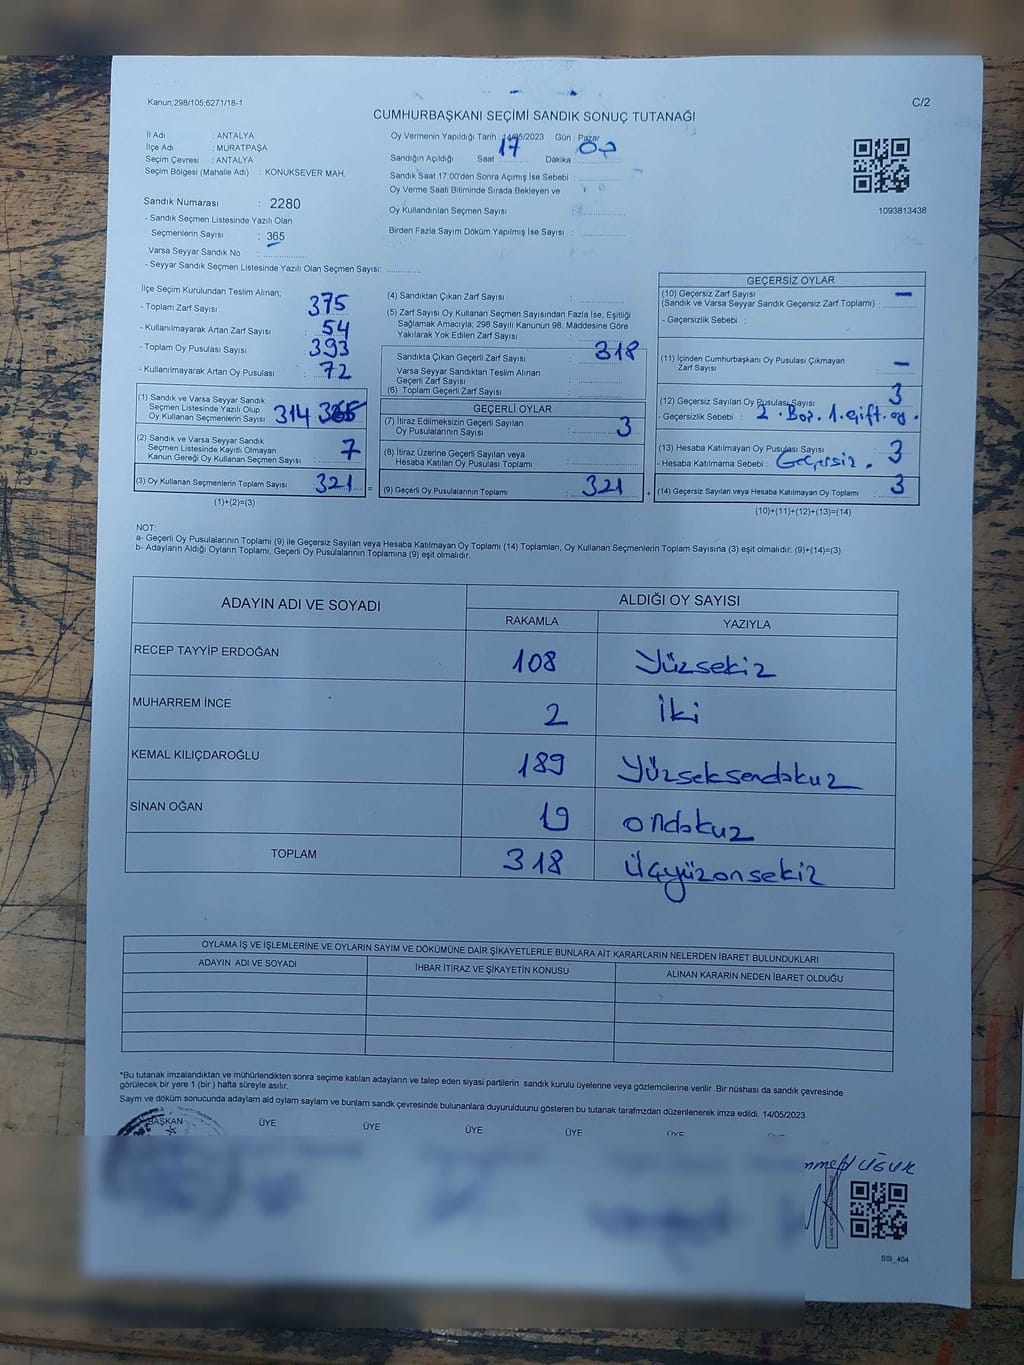 Kanun;298/105;6271/18-1
C/2
CUMHURBAŞKANI SEÇİMİ SANDIK SONUÇ TUTANAĞI
İl Adı : ANTALYA
İlçe Adı : MURATPAŞA
Seçim Çevresi : ANTALYA
Seçim Bölgesi (Mahalle Adı) : KONUKSEVER MAH.
Oy Vermenin Yapıldığı Tarih : 14/05/2023 Gün : Pazar
Sandığın Açıldığı Saat 17 Dakika
Sandık Saat 17:00'den Sonra Açımış İse Sebebi :
Oy Verme Saati Bitiminde Sırada Bekleyen ve
Oy Kullandırılan Seçmen Sayısı :
Birden Fazla Sayım Döküm Yapılmış İse Sayısı :
1093813436
Sandık Numarası : 2280
- Sandık Seçmen Listesinde Yazılı Olan
Seçmenlerin Sayısı : 365
Varsa Seyyar Sandık No :
- Seyyar Sandık Seçmen Listesinde Yazılı Olan Seçmen Sayısı:
İlçe Seçim Kurulundan Teslim Alınan;
- Toplam Zarf Sayısı : 375
- Kullanılmayarak Artan Zarf Sayısı : 54
- Toplam Oy Pusulası Sayısı : 393
- Kullanılmayarak Artan Oy Pusulası : 72
(1) Sandık ve Varsa Seyyar Sandık
Seçmen Listesinde Yazılı Olup
Oy Kullanan Seçmenlerin Sayısı : 314
(2) Sandık ve Varsa Seyyar Sandık
Seçmen Listesinde Kayıtlı Olmayan
Kanun Gereği Oy Kullanan Seçmen Sayısı : 7
(3) Oy Kullanan Seçmenlerin Toplam Sayısı : 321 =
(1)+(2)=(3)
(4) Sandıktan Çıkan Zarf Sayısı :
(5) Zarf Sayısı Oy Kullanan Seçmen Sayısından Fazla İse, Eşitliği
Sağlamak Amacıyla; 298 Sayılı Kanunun 98. Maddesine Göre
Yakılarak Yok Edilen Zarf Sayısı :
Sandıkta Çıkan Geçerli Zarf Sayısı : 318
Varsa Seyyar Sandıktan Teslim Alınan
Geçerli Zarf Sayısı :
(6) Toplam Geçerli Zarf Sayısı :
GEÇERLİ OYLAR
(7) İtiraz Edilmeksizin Geçerli Sayılan
Oy Pusulalarının Sayısı : 3
(8) İtiraz Üzerine Geçerli Sayılan veya
Hesaba Katılan Oy Pusulası Toplamı :
(9) Geçerli Oy Pusulalarının Toplamı : 321 +
GEÇERSİZ OYLAR
(10) Geçersiz Zarf Sayısı —
(Sandık ve Varsa Seyyar Sandık Geçersiz Zarf Toplamı) :
- Geçersizlik Sebebi :
(11) İçinden Cumhurbaşkanı Oy Pusulası Çıkmayan
Zarf Sayısı : —
(12) Geçersiz Sayılan Oy Pusulası Sayısı : 3
- Geçersizlik Sebebi : 2. Boş. 1. çift. oy.
(13) Hesaba Katılmayan Oy Pusulası Sayısı : 3
- Hesaba Katılmama Sebebi : Geçersiz.
(14) Geçersiz Sayılan veya Hesaba Katılmayan Oy Toplamı : 3
(10)+(11)+(12)+(13)=(14)
NOT:
a- Geçerli Oy Pusulalarının Toplamı (9) ile Geçersiz Sayılan veya Hesaba Katılmayan Oy Toplamı (14) Toplamları, Oy Kullanan Seçmenlerin Toplam Sayısına (3) eşit olmalıdır. (9)+(14)=(3)
b- Adayların Aldığı Oyların Toplamı, Geçerli Oy Pusulalarının Toplamına (9) eşit olmalıdır.
ADAYIN ADI VE SOYADI
ALDIĞI OY SAYISI
RAKAMLA YAZIYLA
RECEP TAYYİP ERDOĞAN 108 Yüzsekiz
MUHARREM İNCE 2 İki
KEMAL KILIÇDAROĞLU 189 Yüzseksendokuz
SİNAN OĞAN 19 ondokuz
TOPLAM 318 Üçyüzonsekiz
OYLAMA İŞ VE İŞLEMLERİNE VE OYLARIN SAYIM VE DÖKÜMÜNE DAİR ŞİKAYETLERLE BUNLARA AİT KARARLARIN NELERDEN İBARET BULUNDUKLARI
ADAYIN ADI VE SOYADI İHBAR İTİRAZ VE ŞİKAYETİN KONUSU ALINAN KARARIN NEDEN İBARET OLDUĞU
*Bu tutanak imzalandıktan ve mühürlendikten sonra seçime katılan adayların ve talep eden siyasi partilerin sandık kurulu üyelerine veya gözlemcilerine verilir .Bir nüshası da sandık çevresinde
görülecek bir yere 1 (bir ) hafta süreyle asılır.
Sayım ve döküm sonucunda adayların ald oyların sayların ve bunların sandk çevresinde bulunanlara duyurulduunu gösteren bu tutanak tarafmzdan düzenlenerek imza edildi. 14/05/2023
BAŞKAN ÜYE ÜYE ÜYE ÜYE ÜYE
UĞUR
SSI_404